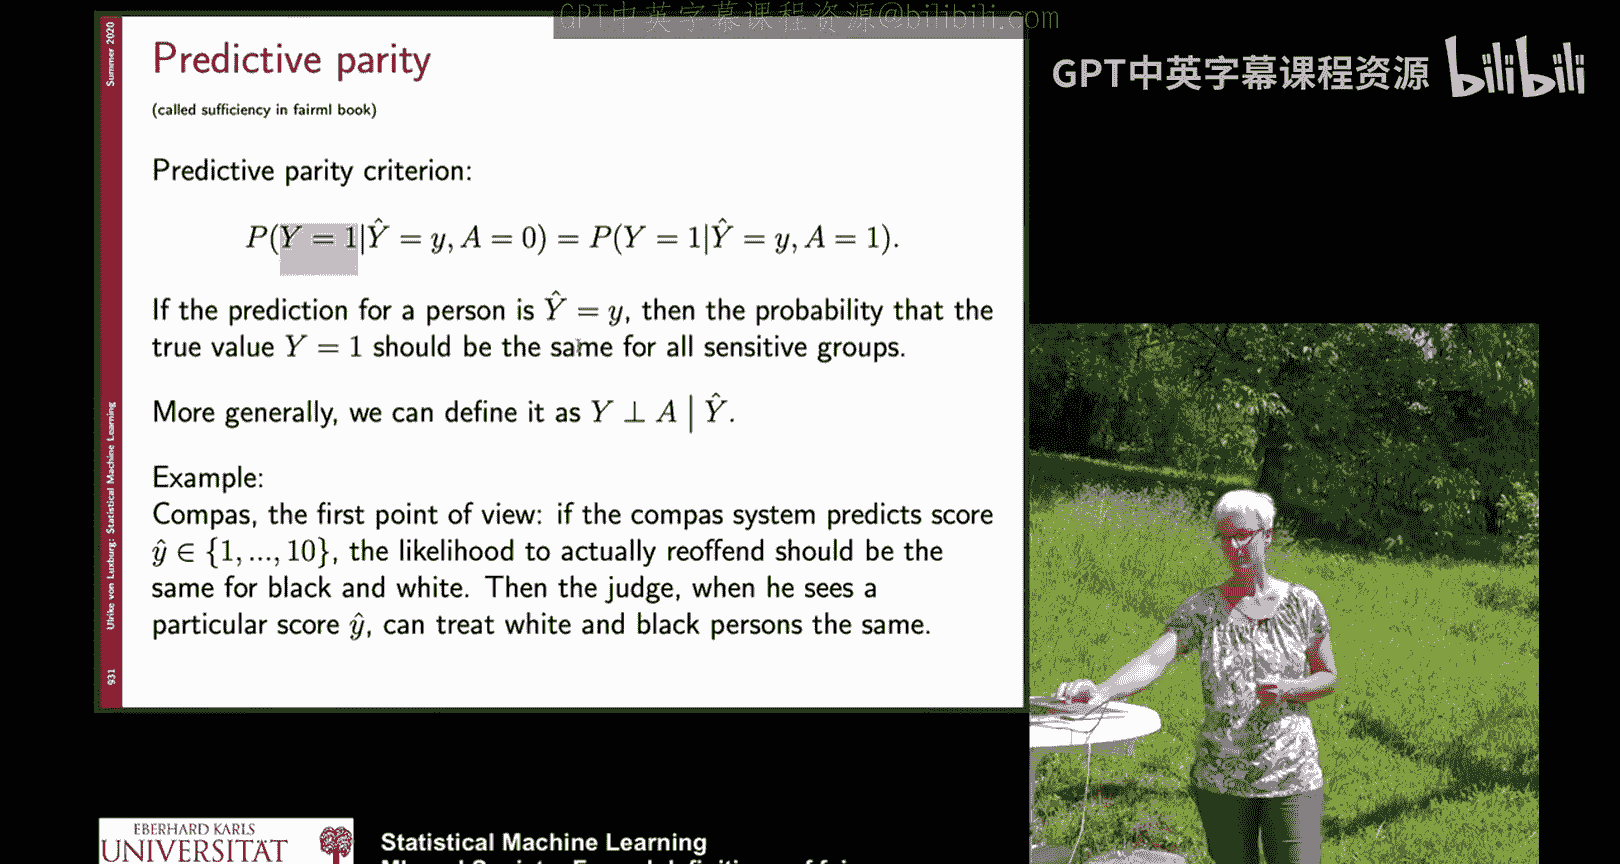 GPT中英字幕课程资源@bilibili.com
GPT中英字幕课程资源 bilibili
Summer 2020
Ulrike von Luxburg: Statistical Machine Learning
931
Predictive parity
(called sufficiency in fairml book)
Predictive parity criterion:
P(Y = 1|Ŷ = y, A = 0) = P(Y = 1|Ŷ = y, A = 1).
If the prediction for a person is Ŷ = y, then the probability that the
true value Y = 1 should be the same for all sensitive groups.
More generally, we can define it as Y ⊥ A | Ŷ.
Example:
Compas, the first point of view: if the compas system predicts score
ŷ ∈ {1, ..., 10}, the likelihood to actually reoffend should be the
same for black and white. Then the judge, when he sees a
particular score ŷ, can treat white and black persons the same.
EBERHARD KARLS
UNIVERSITÄT
Statistical Machine Learning